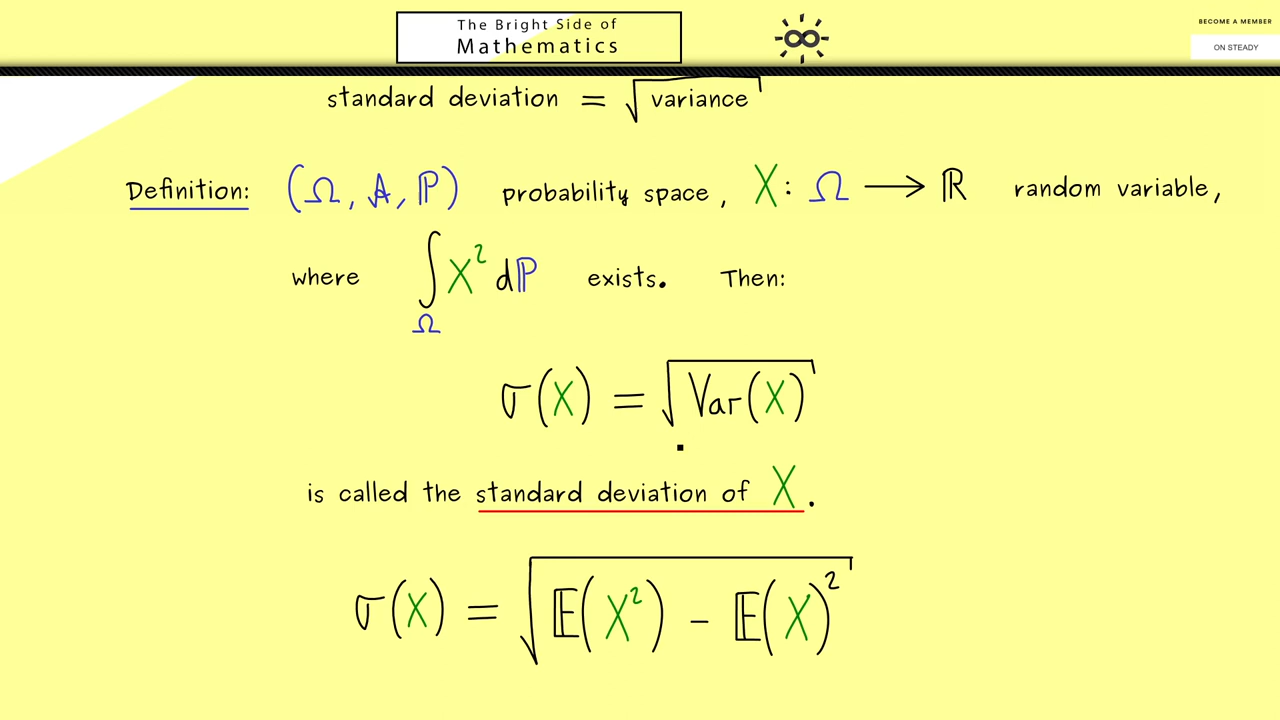 The Bright Side of
Mathematics
BECOME A MEMBER
ON STEADY
standard deviation = √variance
Definition: (Ω, A, ℙ) probability space, X: Ω ⟶ ℝ random variable,
where ∫_Ω X² dℙ exists. Then:
σ(X) = √Var(X)
is called the standard deviation of X.
σ(X) = √(𝔼(X²) − 𝔼(X)²)